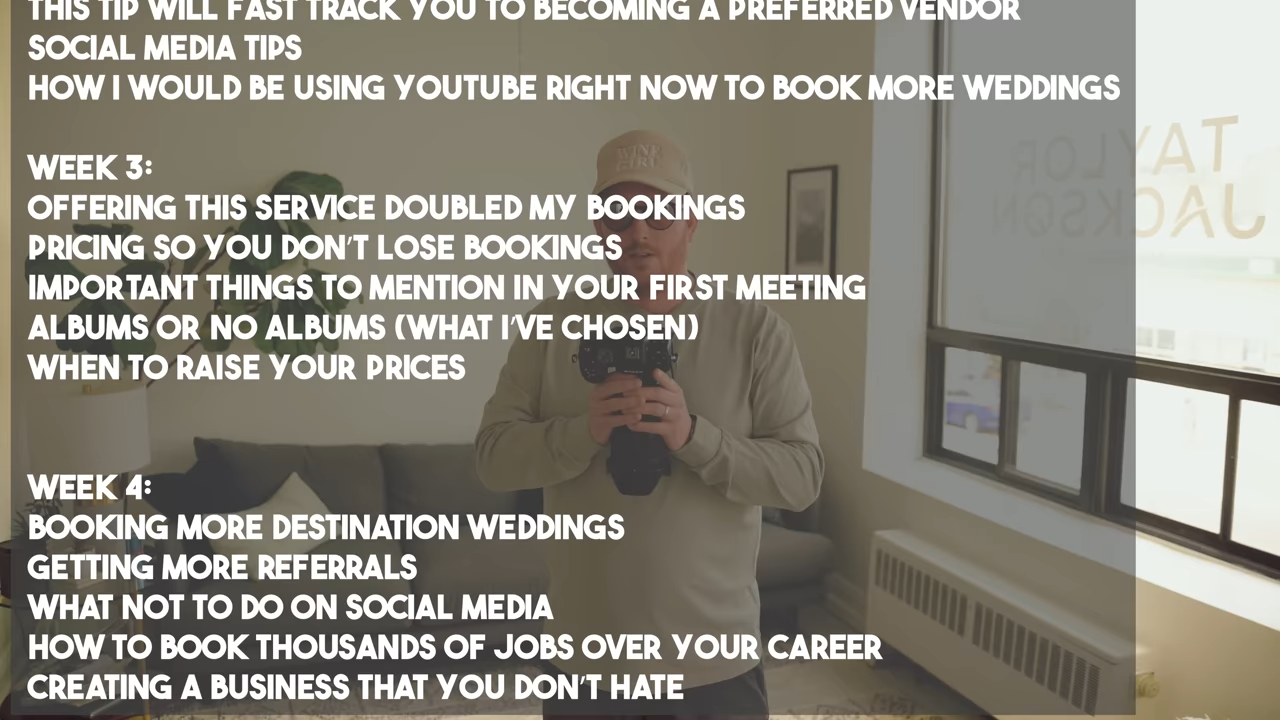 THIS TIP WILL FAST TRACK YOU TO BECOMING A PREFERRED VENDOR
SOCIAL MEDIA TIPS
HOW I WOULD BE USING YOUTUBE RIGHT NOW TO BOOK MORE WEDDINGS
WEEK 3:
OFFERING THIS SERVICE DOUBLED MY BOOKINGS
PRICING SO YOU DON'T LOSE BOOKINGS
IMPORTANT THINGS TO MENTION IN YOUR FIRST MEETING
ALBUMS OR NO ALBUMS (WHAT I'VE CHOSEN)
WHEN TO RAISE YOUR PRICES
WEEK 4:
BOOKING MORE DESTINATION WEDDINGS
GETTING MORE REFERRALS
WHAT NOT TO DO ON SOCIAL MEDIA
HOW TO BOOK THOUSANDS OF JOBS OVER YOUR CAREER
CREATING A BUSINESS THAT YOU DON'T HATE
WINE
GIRL
TAYLOR
JACKSON